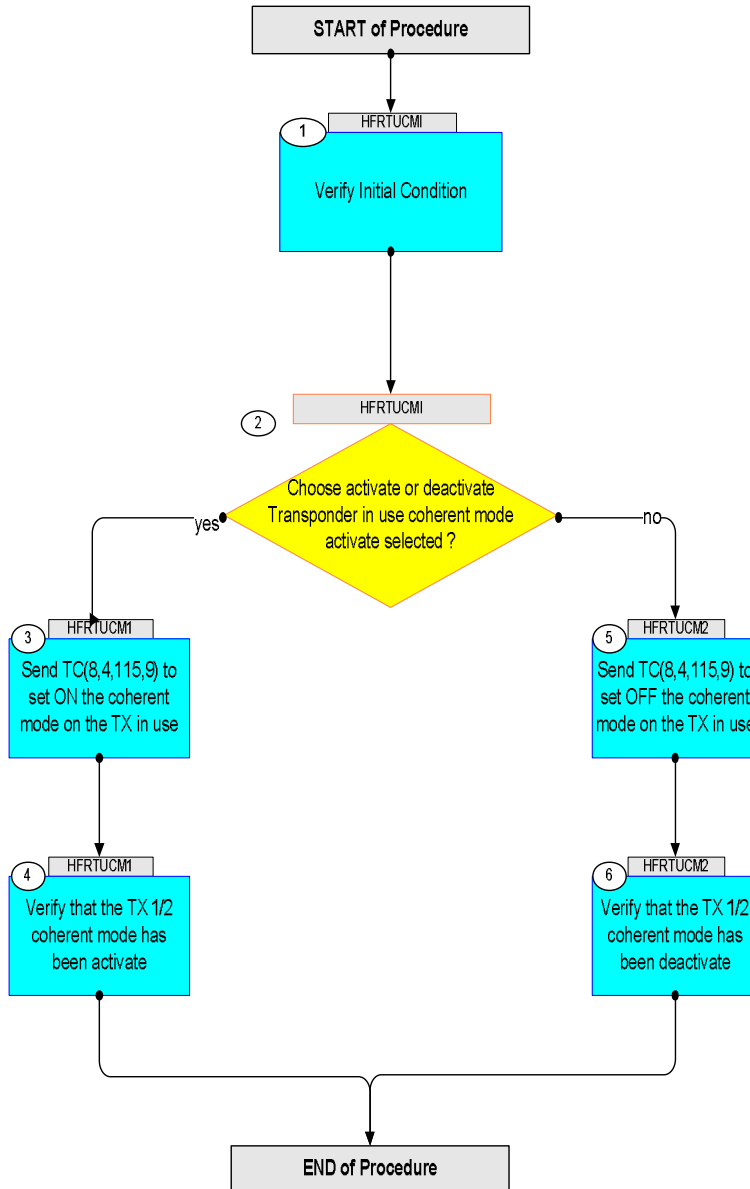 START of Procedure
HFRTUCMI
1
Verify Initial Condition
HFRTUCMI
2
Choose activate or deactivate
Transponder in use coherent mode
activate selected ?
yes
no
HFRTUCM1
3
Send TC(8,4,115,9) to
set ON the coherent
mode on the TX in use
HFRTUCM2
5
Send TC(8,4,115,9) to
set OFF the coherent
mode on the TX in use
HFRTUCM1
4
Verify that the TX 1/2
coherent mode has
been activate
HFRTUCM2
6
Verify that the TX 1/2
coherent mode has
been deactivate
END of Procedure